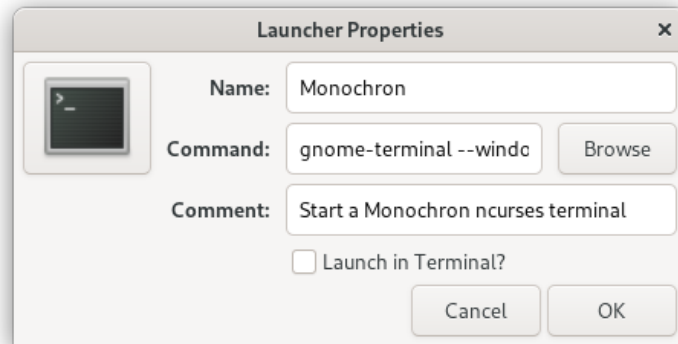 Launcher Properties
Name: Monochron
Command: gnome-terminal --windo Browse
Comment: Start a Monochron ncurses terminal
Launch in Terminal?
Cancel OK